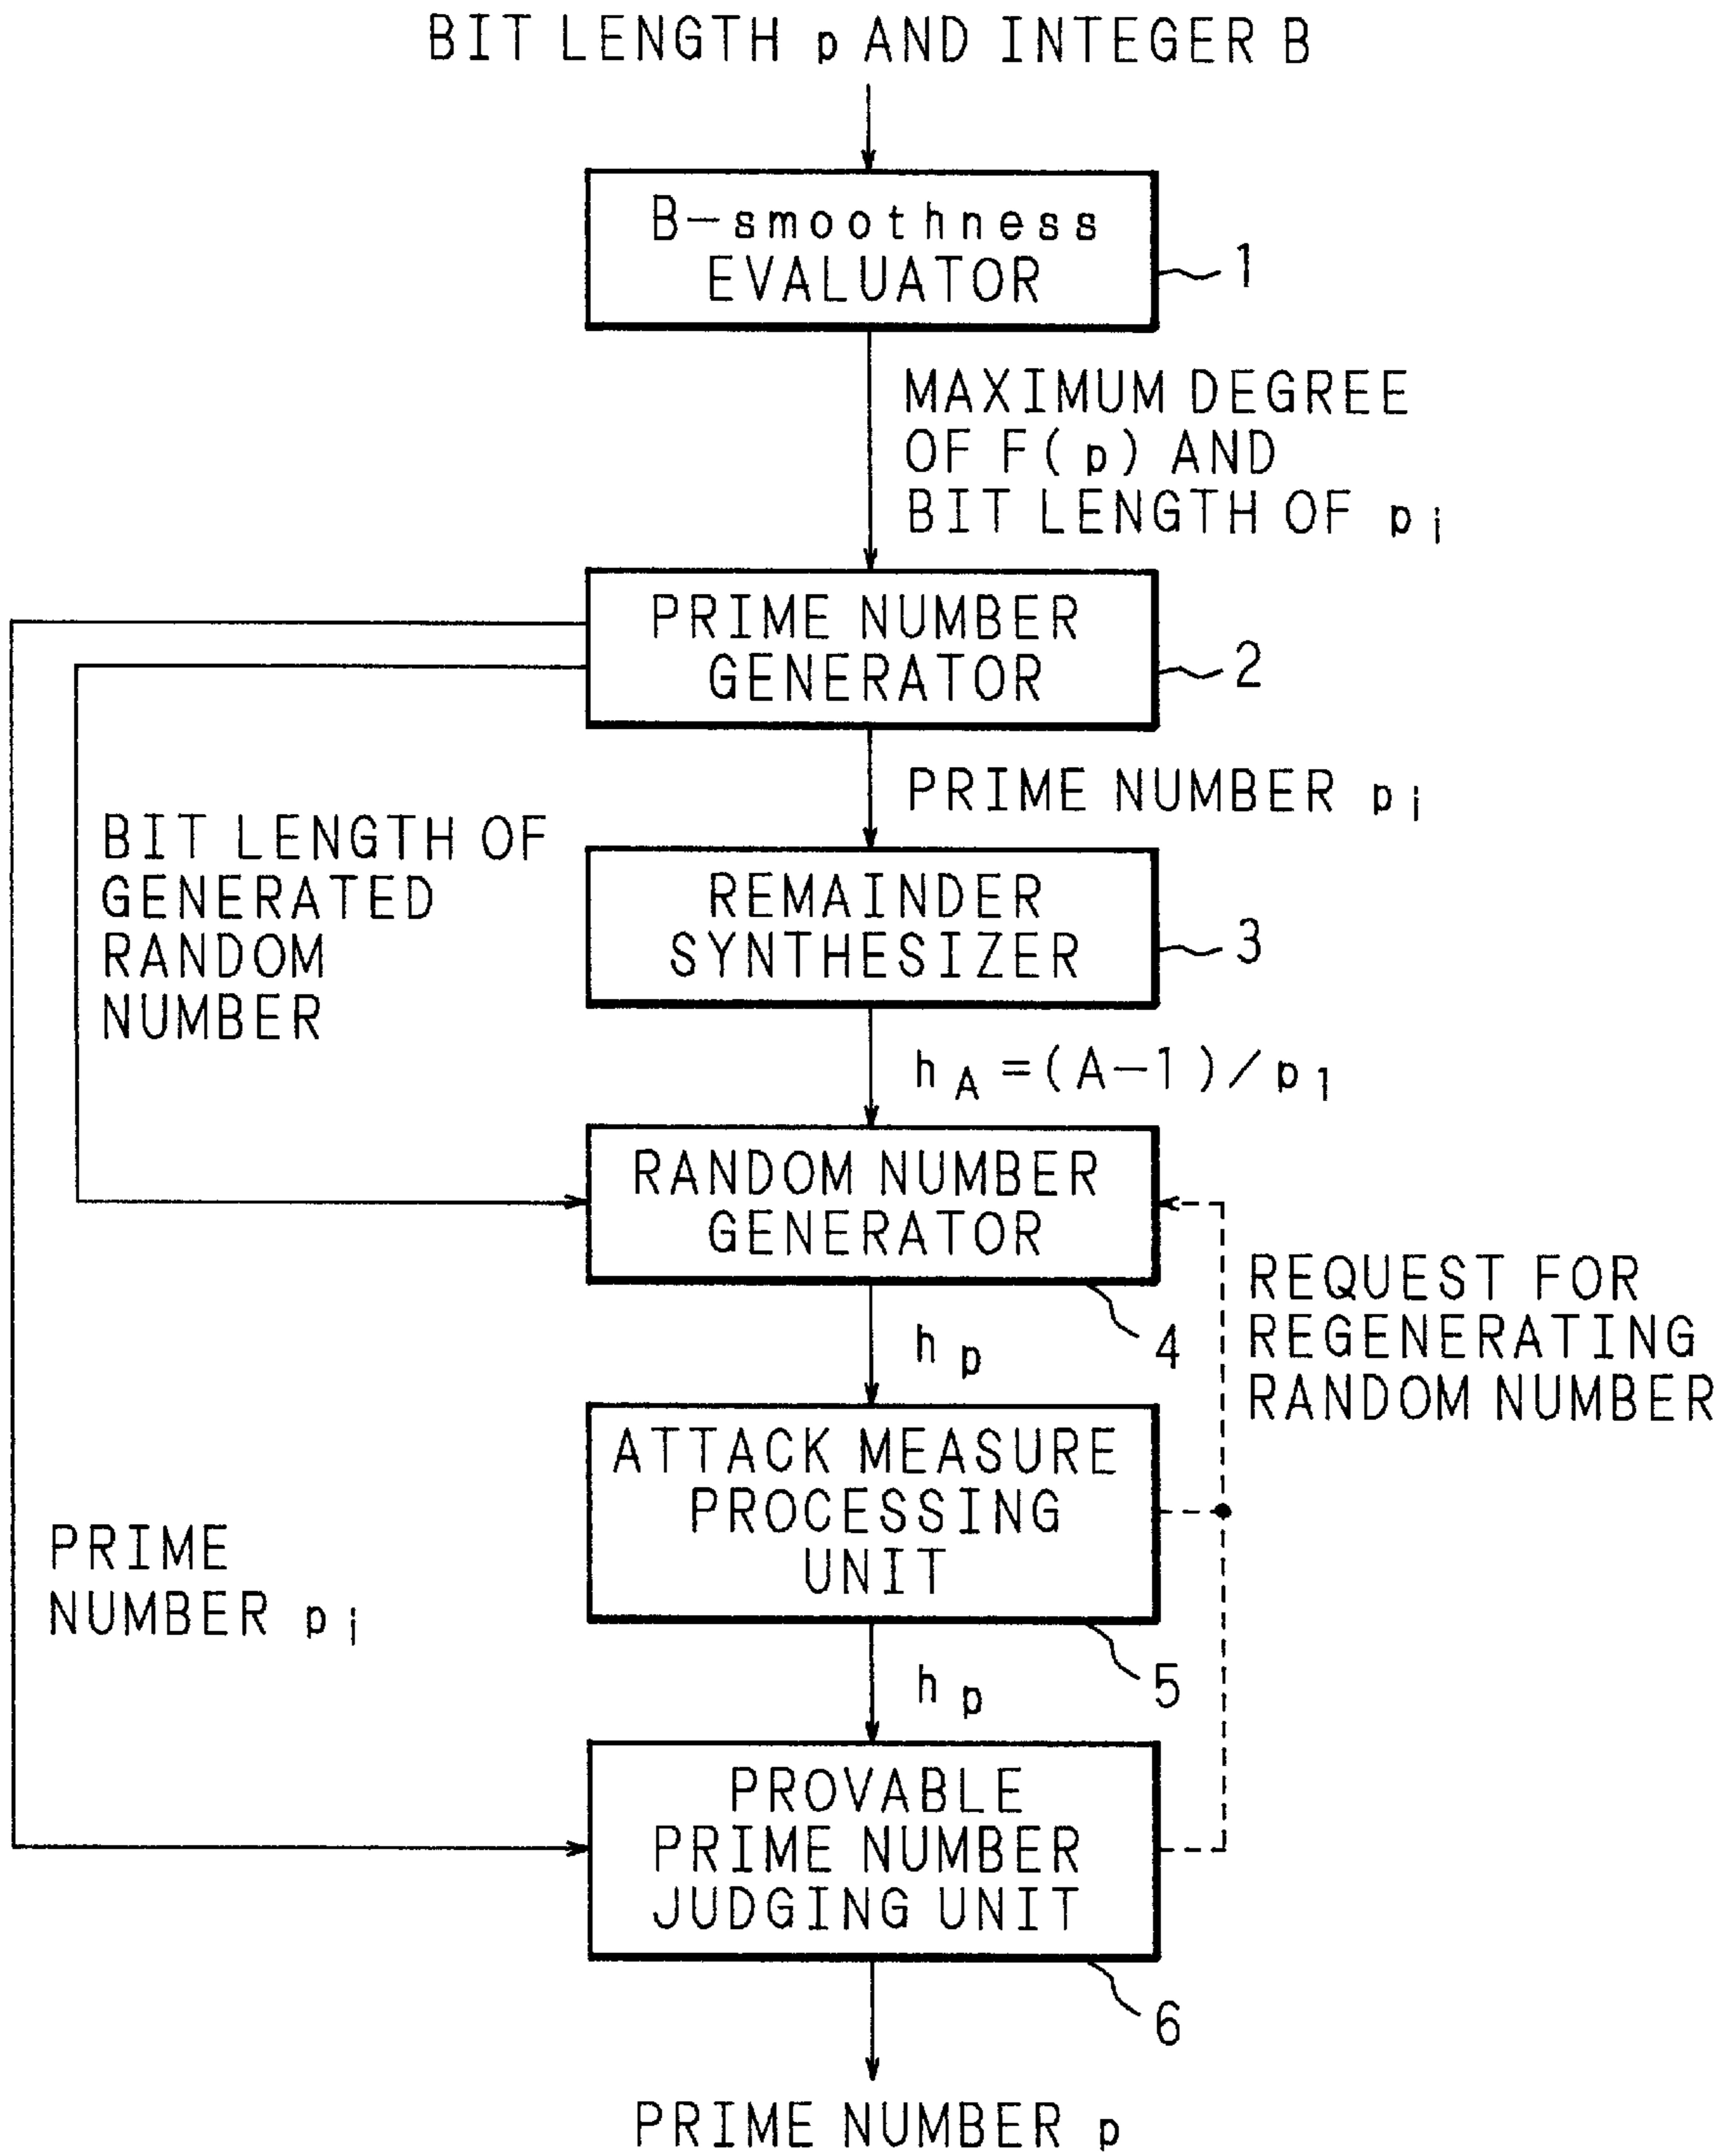 BIT LENGTH p AND INTEGER B
B-smoothness
EVALUATOR
1
MAXIMUM DEGREE
OF F(p) AND
BIT LENGTH OF pi
PRIME NUMBER
GENERATOR
2
PRIME NUMBER pi
BIT LENGTH OF
GENERATED
RANDOM
NUMBER
REMAINDER
SYNTHESIZER
3
hA=(A-1)/p1
RANDOM NUMBER
GENERATOR
4
REQUEST FOR
REGENERATING
RANDOM NUMBER
hp
ATTACK MEASURE
PROCESSING
UNIT
5
PRIME
NUMBER pi
hp
PROVABLE
PRIME NUMBER
JUDGING UNIT
6
PRIME NUMBER p